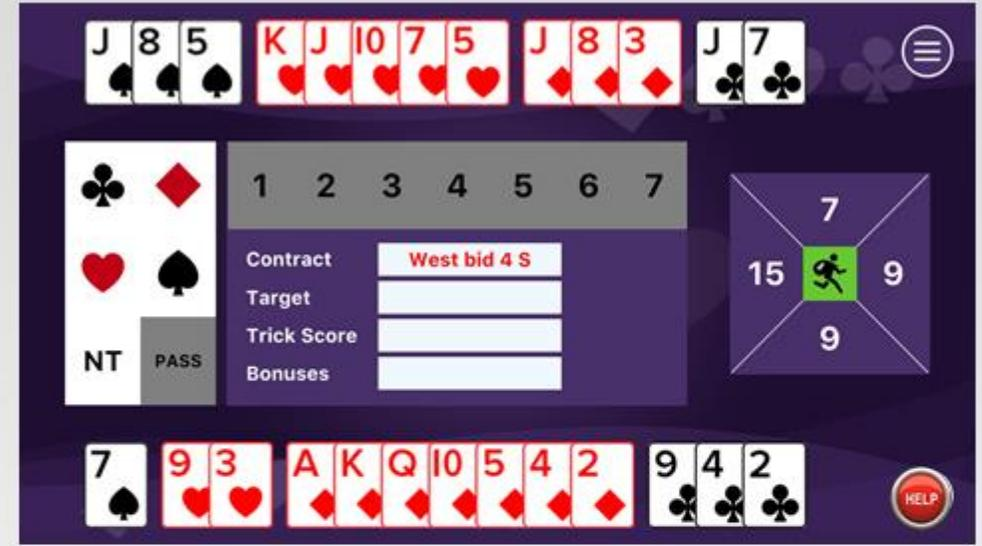 J 8 5 K J 10 7 5 J 8 3 J 7
1 2 3 4 5 6 7
7
Contract West bid 4 S
15 9
Target
Trick Score
9
NT PASS
Bonuses
7 9 3 A K Q 10 5 4 2 9 4 2
HELP